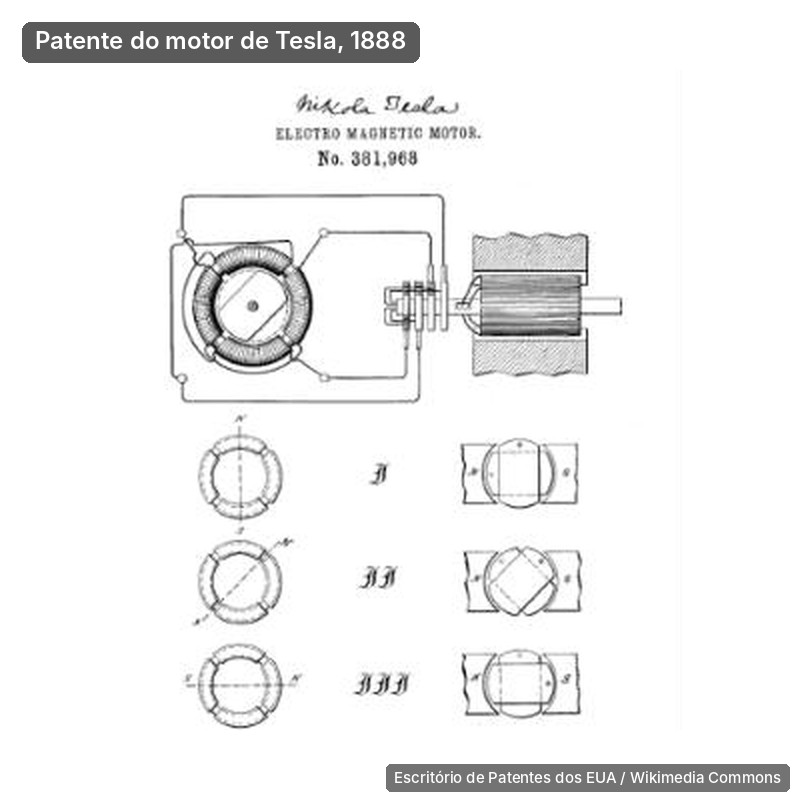 Patente do motor de Tesla, 1888
Nikola Tesla
ELECTRO MAGNETIC MOTOR.
No. 381,968
N
S
I
N S
N
II
N S
S N
III
N S
Escritório de Patentes dos EUA / Wikimedia Commons